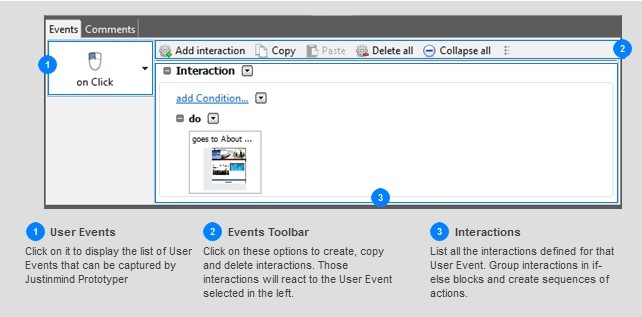 Events Comments
Add interaction Copy Paste Delete all Collapse all
2
1
on Click
Interaction
add Condition...
do
goes to About ...
3
1 User Events
Click on it to display the list of User
Events that can be captured by
Justinmind Prototyper
2 Events Toolbar
Click on these options to create, copy
and delete interactions. Those
interactions will react to the User Event
selected in the left.
3 Interactions
List all the interactions defined for that
User Event. Group interactions in if-
else blocks and create sequences of
actions.